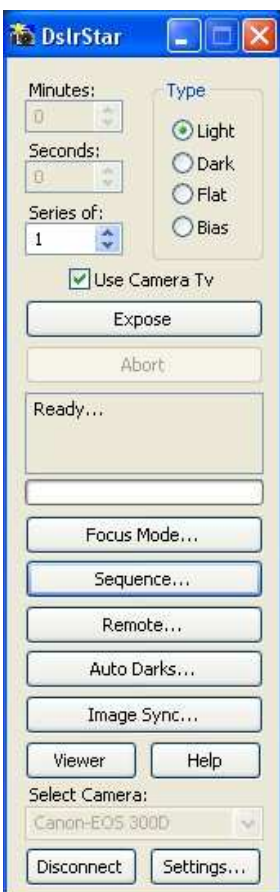 DslrStar
Minutes:
0
Seconds:
0
Series of:
1
Type
Light
Dark
Flat
Bias
Use Camera Tv
Expose
Abort
Ready...
Focus Mode...
Sequence...
Remote...
Auto Darks...
Image Sync...
Viewer Help
Select Camera:
Canon-EOS 300D
Disconnect Settings...